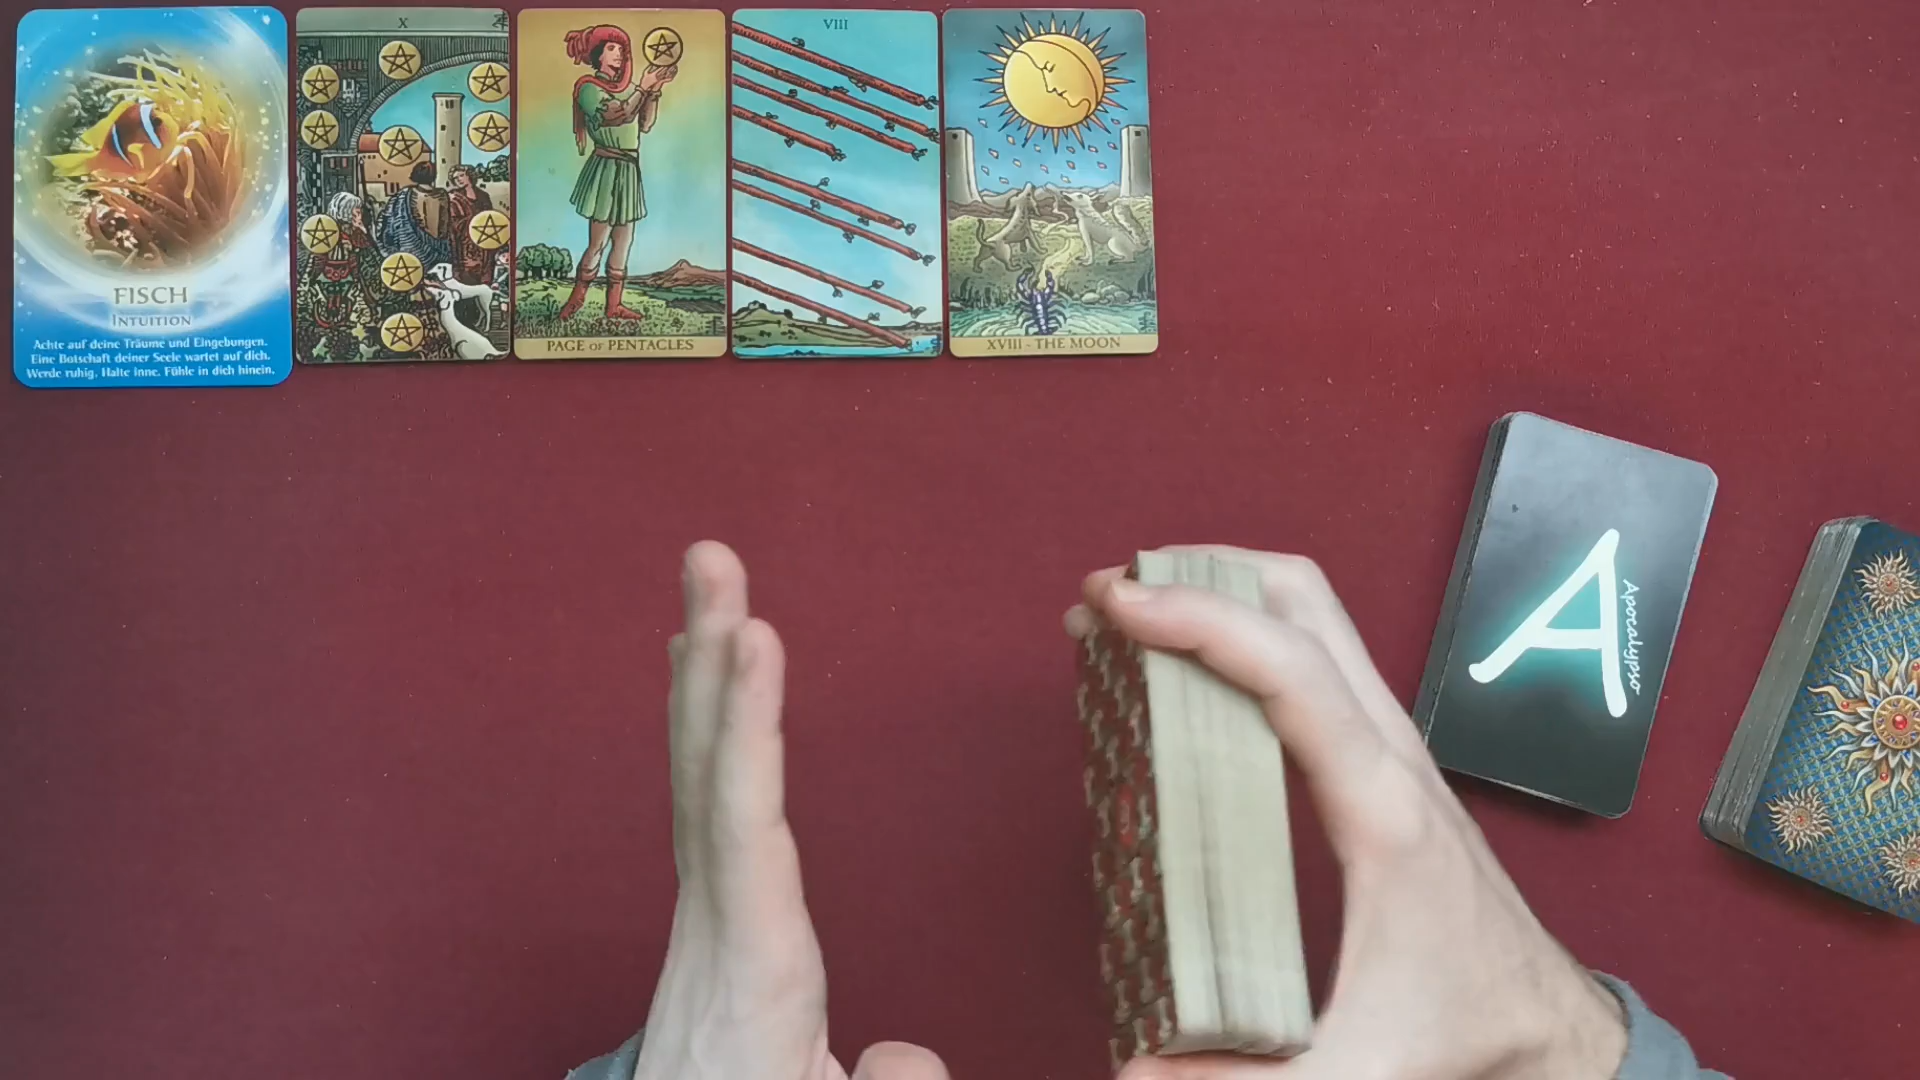 FISCH
INTUITION
Achte auf deine Träume und Eingebungen.
Eine Botschaft deiner Seele wartet auf dich.
Werde ruhig. Halte inne. Fühle in dich hinein.
X
PAGE OF PENTACLES
VIII
XVIII - THE MOON
A
Apocalypso